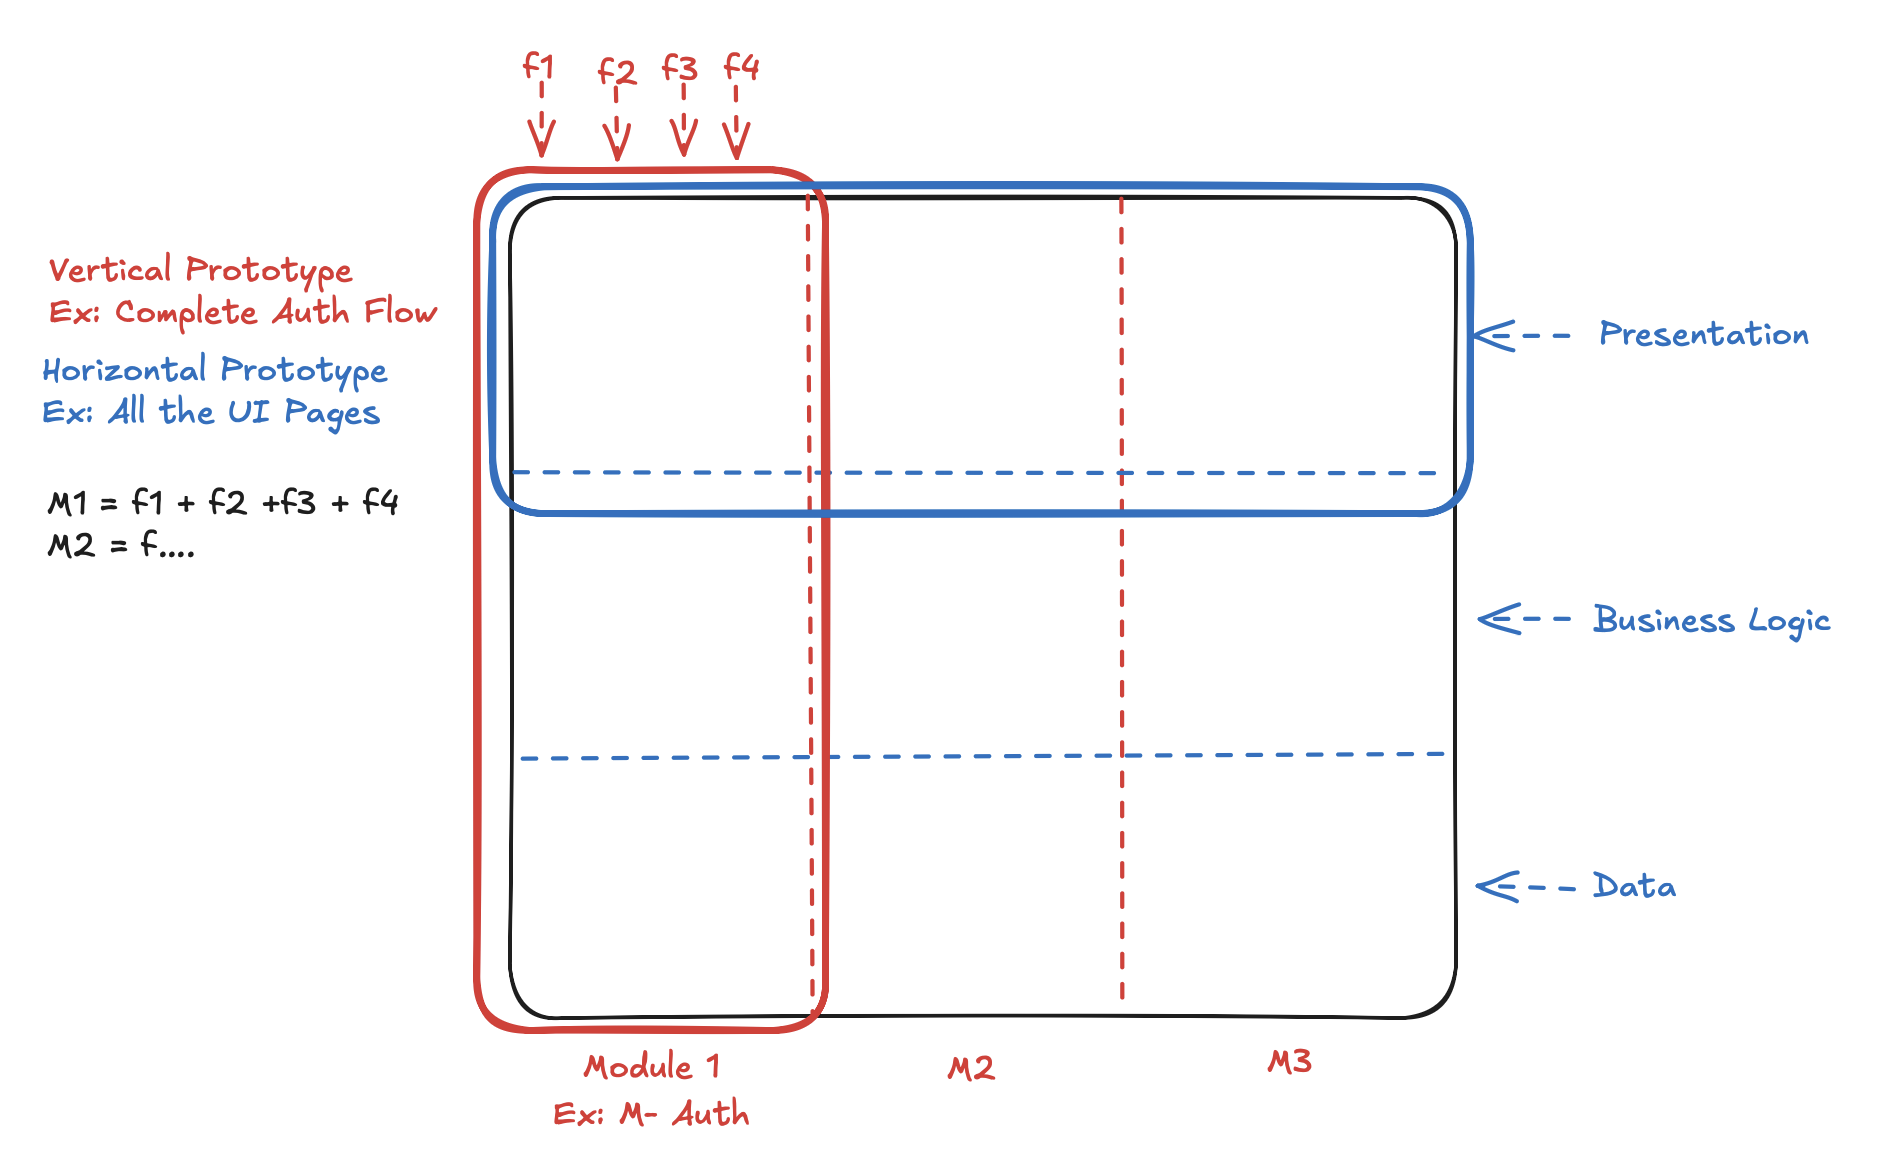 f1
f2
f3
f4
Vertical Prototype
Ex: Complete Auth Flow
Horizontal Prototype
Ex: All the UI Pages
M1 = f1 + f2 +f3 + f4
M2 = f....
Presentation
Business Logic
Data
Module 1
Ex: M- Auth
M2
M3